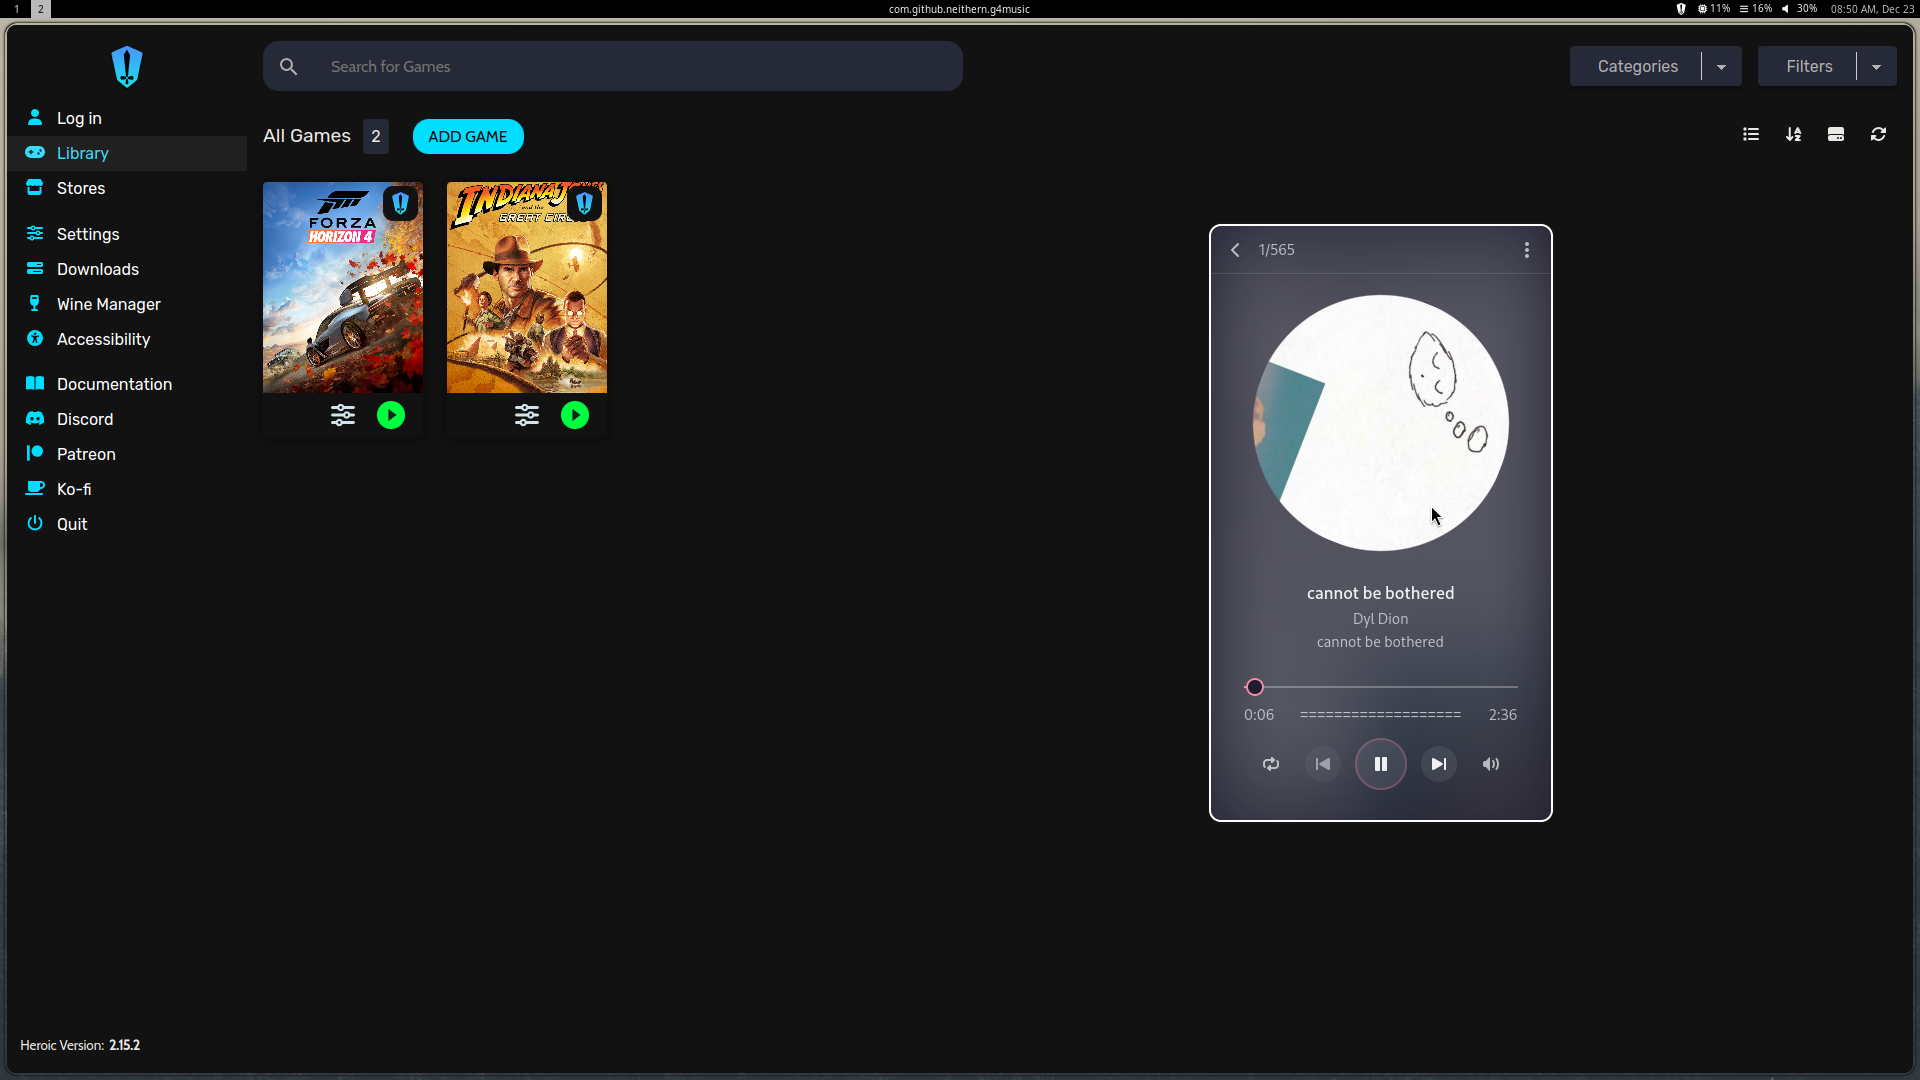 1 2 com.github.neithern.g4music 11% 16% 30% 08:50 AM, Dec 23
Search for Games
Categories
Filters
Log in
Library
Stores
Settings
Downloads
Wine Manager
Accessibility
Documentation
Discord
Patreon
Ko-fi
Quit
Heroic Version: 2.15.2
All Games 2 ADD GAME
FORZA
HORIZON 4
INDIANA J
and the
GREAT CIRC
1/565
cannot be bothered
Dyl Dion
cannot be bothered
0:06 =================== 2:36